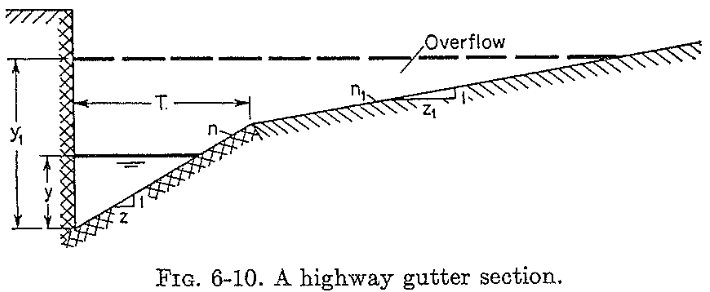 Overflow
T
n₁
z₁
1
y₁
n
y
z
1
FIG. 6-10. A highway gutter section.